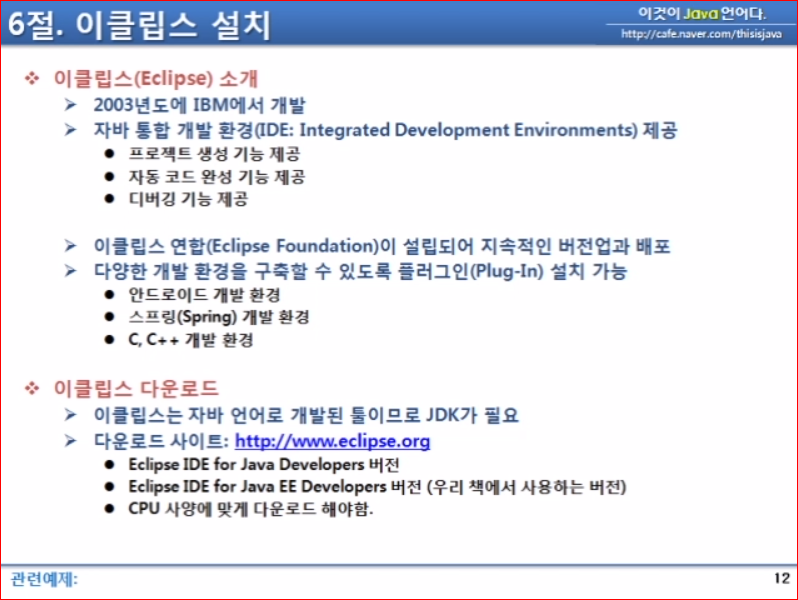 6절. 이클립스 설치
이것이 Java 언어다.
http://cafe.naver.com/thisisjava
이클립스(Eclipse) 소개
2003년도에 IBM에서 개발
자바 통합 개발 환경(IDE: Integrated Development Environments) 제공
프로젝트 생성 기능 제공
자동 코드 완성 기능 제공
디버깅 기능 제공
이클립스 연합(Eclipse Foundation)이 설립되어 지속적인 버전업과 배포
다양한 개발 환경을 구축할 수 있도록 플러그인(Plug-In) 설치 가능
안드로이드 개발 환경
스프링(Spring) 개발 환경
C, C++ 개발 환경
이클립스 다운로드
이클립스는 자바 언어로 개발된 툴이므로 JDK가 필요
다운로드 사이트: http://www.eclipse.org
Eclipse IDE for Java Developers 버전
Eclipse IDE for Java EE Developers 버전 (우리 책에서 사용하는 버전)
CPU 사양에 맞게 다운로드 해야함.
관련예제:
12